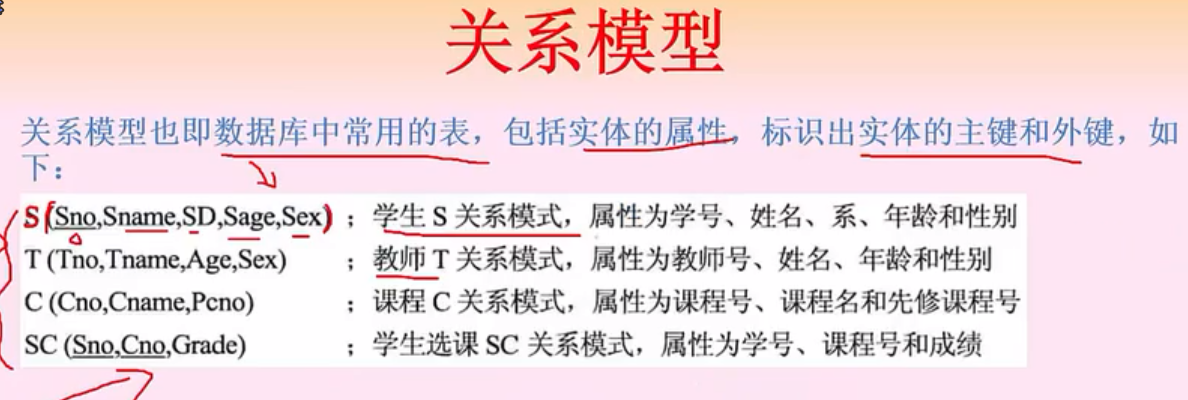 关系模型
关系模型也即数据库中常用的表，包括实体的属性，标识出实体的主键和外键，如
下：
S (Sno,Sname,SD,Sage,Sex) ；学生 S 关系模式，属性为学号、姓名、系、年龄和性别
T (Tno,Tname,Age,Sex) ；教师 T 关系模式，属性为教师号、姓名、年龄和性别
C (Cno,Cname,Pcno) ；课程 C 关系模式，属性为课程号、课程名和先修课程号
SC (Sno,Cno,Grade) ；学生选课 SC 关系模式，属性为学号、课程号和成绩